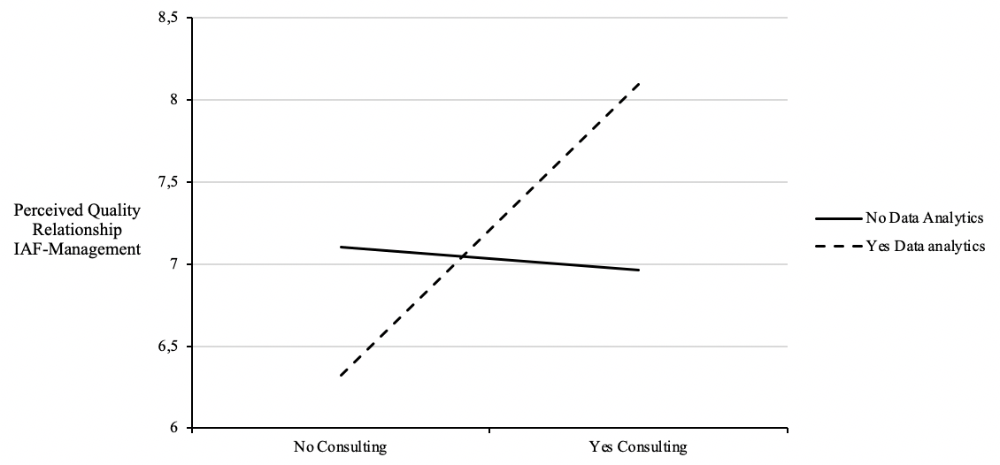 8,5
8
7,5
7
6,5
6
Perceived Quality
Relationship
IAF-Management
No Consulting
Yes Consulting
No Data Analytics
Yes Data analytics